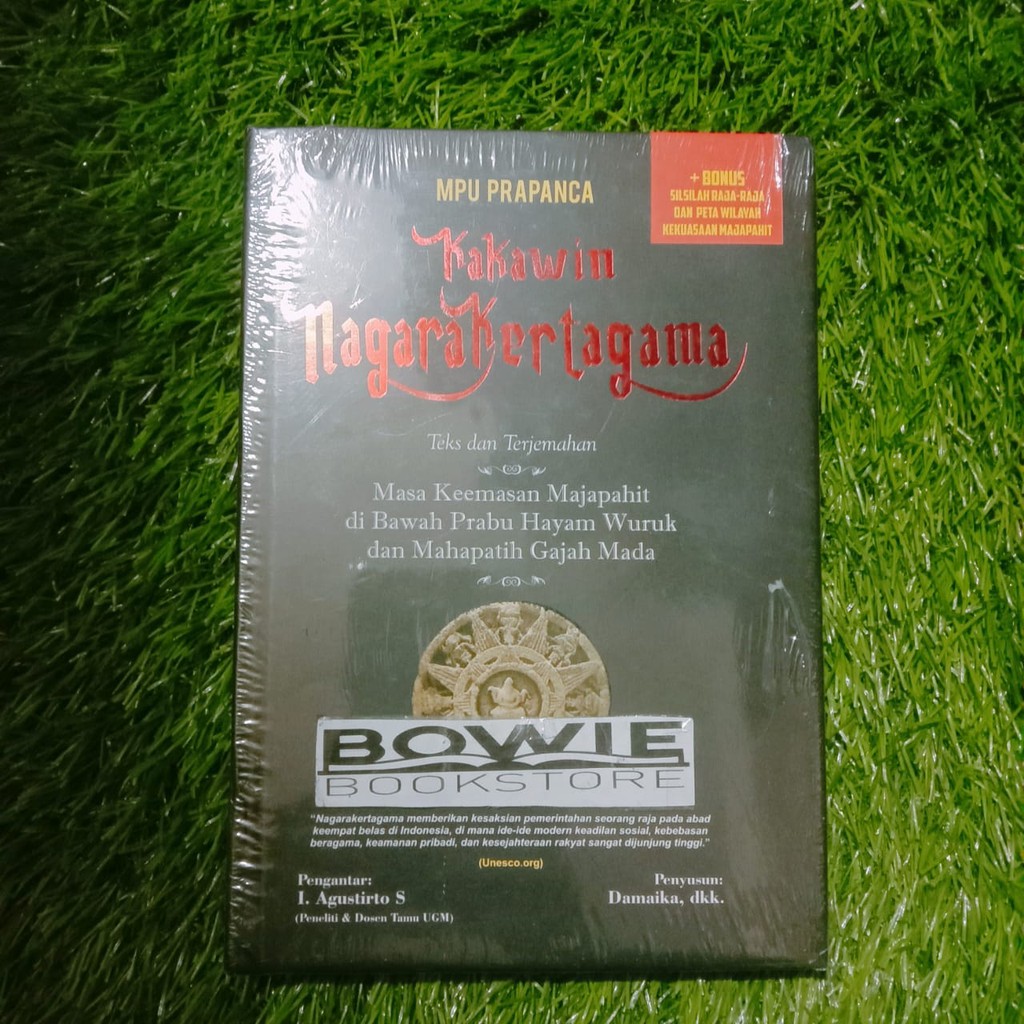 MPU PRAPANCA
+ BONUS
SILSILAH RAJA-RAJA
DAN PETA WILAYAH
KEKUASAAN MAJAPAHIT
Kakawin
Nagarakertagama
Teks dan Terjemahan
Masa Keemasan Majapahit
di Bawah Prabu Hayam Wuruk
dan Mahapatih Gajah Mada
BOWIE
BOOKSTORE
"Nagarakertagama memberikan kesaksian pemerintahan seorang raja pada abad
keempat belas di Indonesia, di mana ide-ide modern keadilan sosial, kebebasan
beragama, keamanan pribadi, dan kesejahteraan rakyat sangat dijunjung tinggi."
(Unesco.org)
Pengantar:
I. Agustirto S
(Peneliti & Dosen Tamu UGM)
Penyusun:
Damaika, dkk.